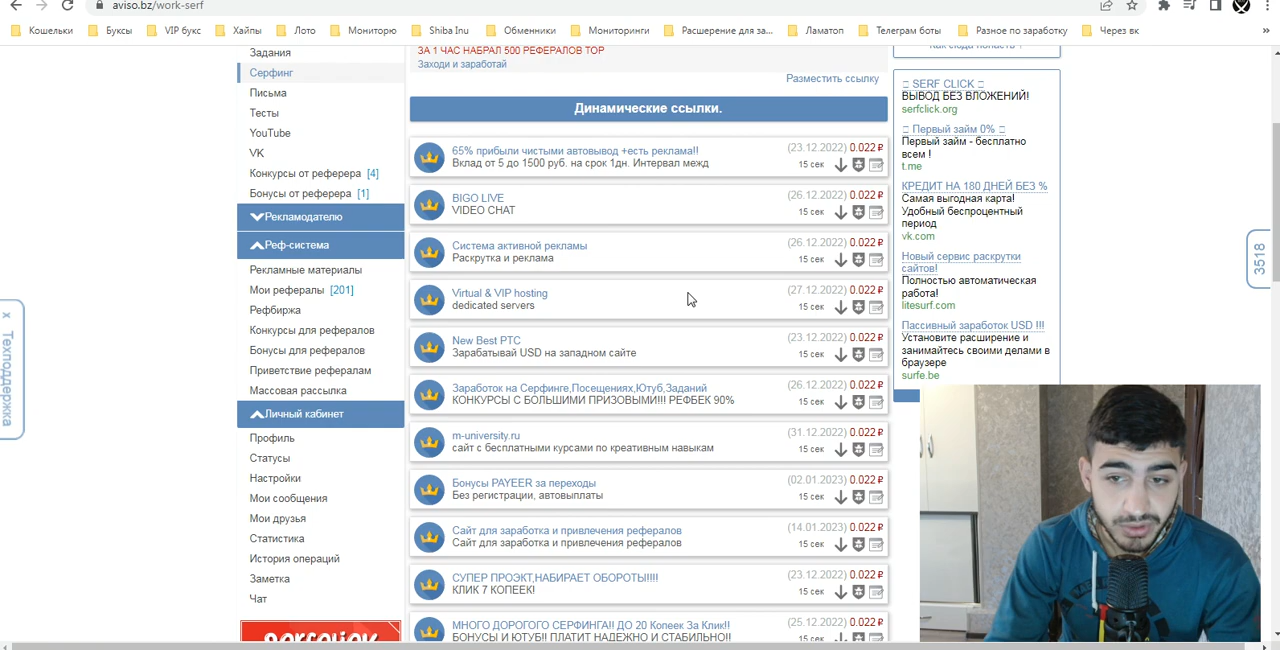 aviso.bz/work-serf
Кошельки
Буксы
VIP букс
Хайпы
Лото
Мониторю
Shiba Inu
Обменники
Мониторинги
Расширение для за...
Ламатоп
Телеграм боты
Разное по заработку
Через вк
»
Задания
Серфинг
Письма
Тесты
YouTube
VK
Конкурсы от реферера [4]
Бонусы от реферера [1]
Рекламодателю
Реф-система
Рекламные материалы
Мои рефералы [201]
Рефбиржа
Конкурсы для рефералов
Бонусы для рефералов
Приветствие рефералам
Массовая рассылка
Личный кабинет
Профиль
Статусы
Настройки
Мои сообщения
Мои друзья
Статистика
История операций
Заметка
Чат
x Техподдержка
ЗА 1 ЧАС НАБРАЛ 500 РЕФЕРАЛОВ ТОР
Заходи и заработай
Разместить ссылку
Динамические ссылки.
65% прибыли чистыми автовывод +есть реклама!!
Вклад от 5 до 1500 руб. на срок 1дн. Интервал межд
(23.12.2022) 0.022 ₽
15 сек
BIGO LIVE
VIDEO CHAT
(26.12.2022) 0.022 ₽
15 сек
Система активной рекламы
Раскрутка и реклама
(26.12.2022) 0.022 ₽
15 сек
Virtual & VIP hosting
dedicated servers
(27.12.2022) 0.022 ₽
15 сек
New Best PTC
Зарабатывай USD на западном сайте
(23.12.2022) 0.022 ₽
15 сек
Заработок на Серфинге,Посещениях,Ютуб,Заданий
КОНКУРСЫ С БОЛЬШИМИ ПРИЗОВЫМИ!!! РЕФБЕК 90%
(26.12.2022) 0.022 ₽
15 сек
m-university.ru
сайт с бесплатными курсами по креативным навыкам
(31.12.2022) 0.022 ₽
15 сек
Бонусы PAYEER за переходы
Без регистрации, автовыплаты
(02.01.2023) 0.022 ₽
15 сек
Сайт для заработка и привлечения рефералов
Сайт для заработка и привлечения рефералов
(14.01.2023) 0.022 ₽
15 сек
СУПЕР ПРОЭКТ,НАБИРАЕТ ОБОРОТЫ!!!!
КЛИК 7 КОПЕЕК!
(23.12.2022) 0.022 ₽
15 сек
МНОГО ДОРОГОГО СЕРФИНГА!! ДО 20 Копеек За Клик!!
БОНУСЫ И ЮТУБ!! ПЛАТИТ НАДЕЖНО И СТАБИЛЬНО!!
(25.12.2022) 0.022 ₽
15 сек
Как сюда попасть ?
SERF CLICK
ВЫВОД БЕЗ ВЛОЖЕНИЙ!
serfclick.org
Первый займ 0%
Первый займ - бесплатно
всем !
t.me
КРЕДИТ НА 180 ДНЕЙ БЕЗ %
Самая выгодная карта!
Удобный беспроцентный
период
vk.com
Новый сервис раскрутки
сайтов!
Полностью автоматическая
работа!
litesurf.com
Пассивный заработок USD !!!
Установите расширение и
занимайтесь своими делами в
браузере
surfe.be
3518